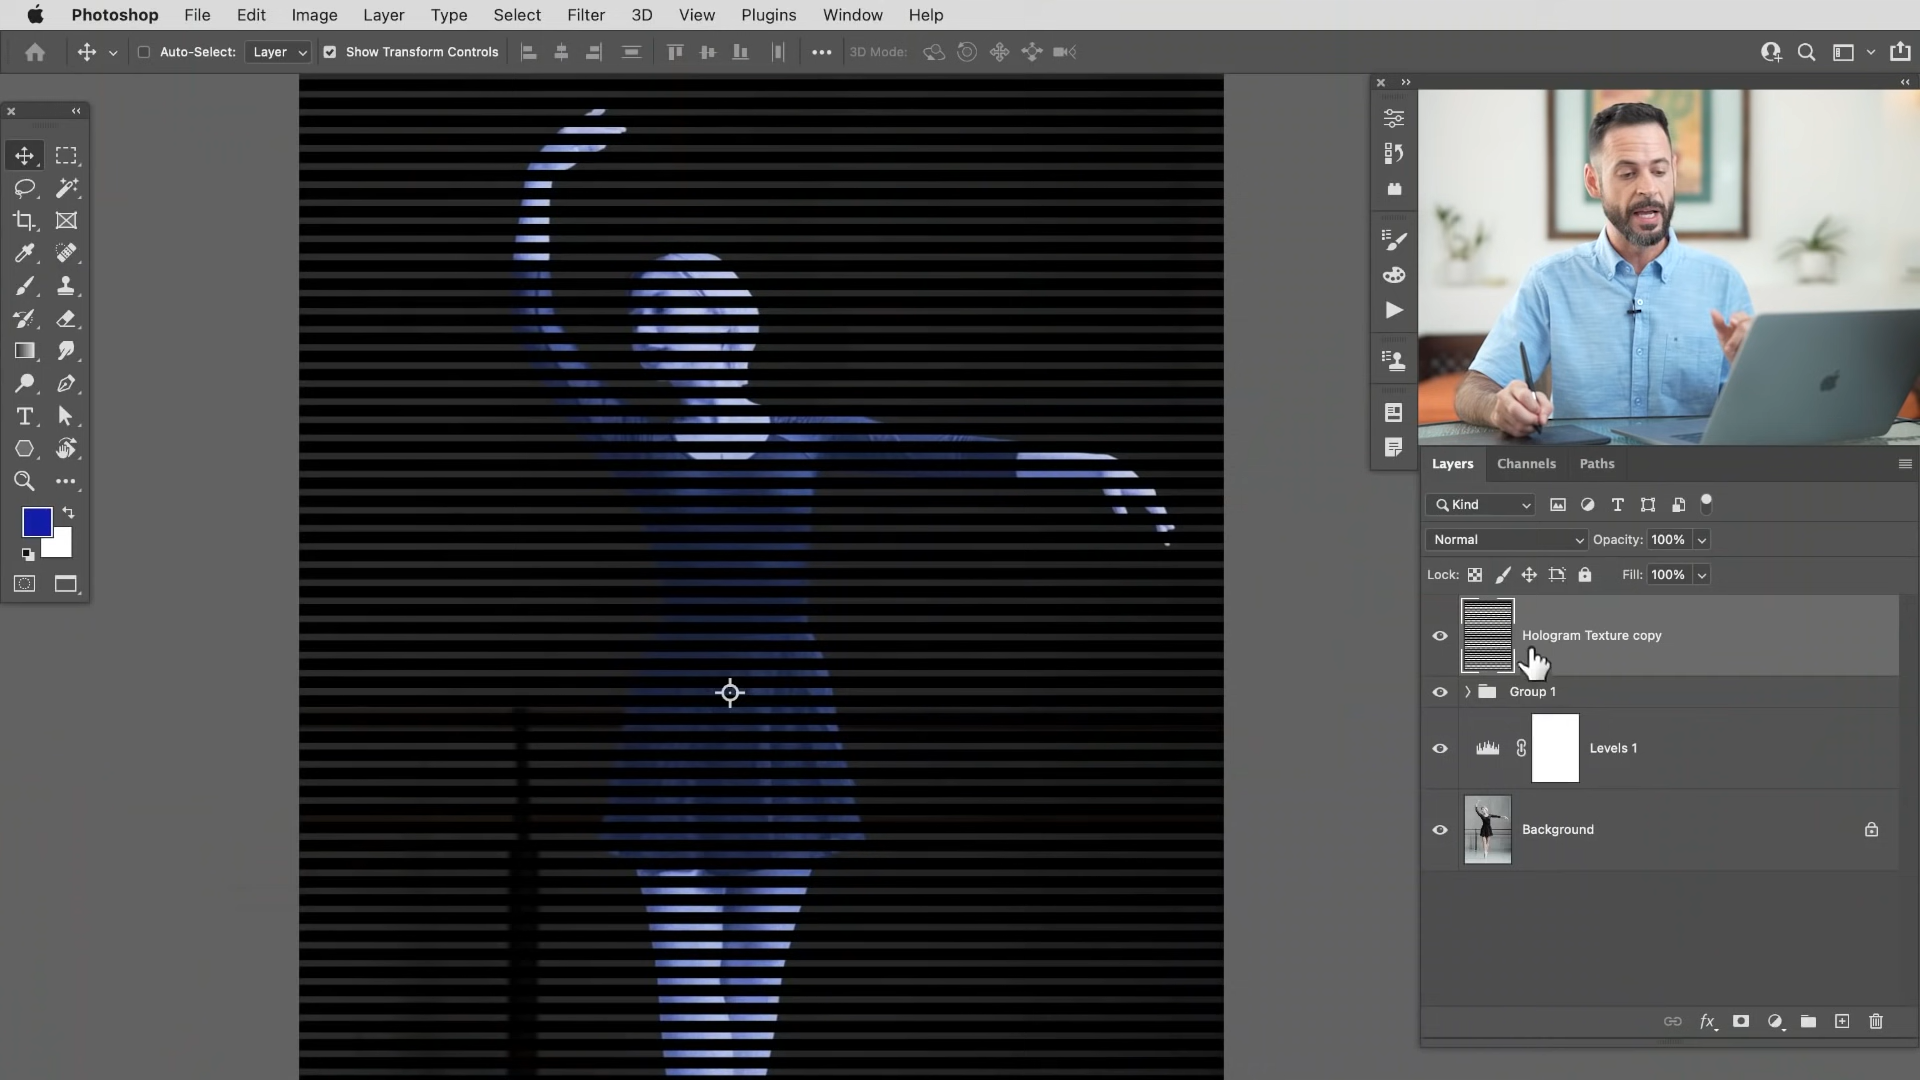 Photoshop File Edit Image Layer Type Select Filter 3D View Plugins Window Help
Auto-Select: Layer Show Transform Controls 3D Mode:
Layers Channels Paths
Kind
Normal Opacity: 100%
Lock: Fill: 100%
Hologram Texture copy
Group 1
Levels 1
Background
fx